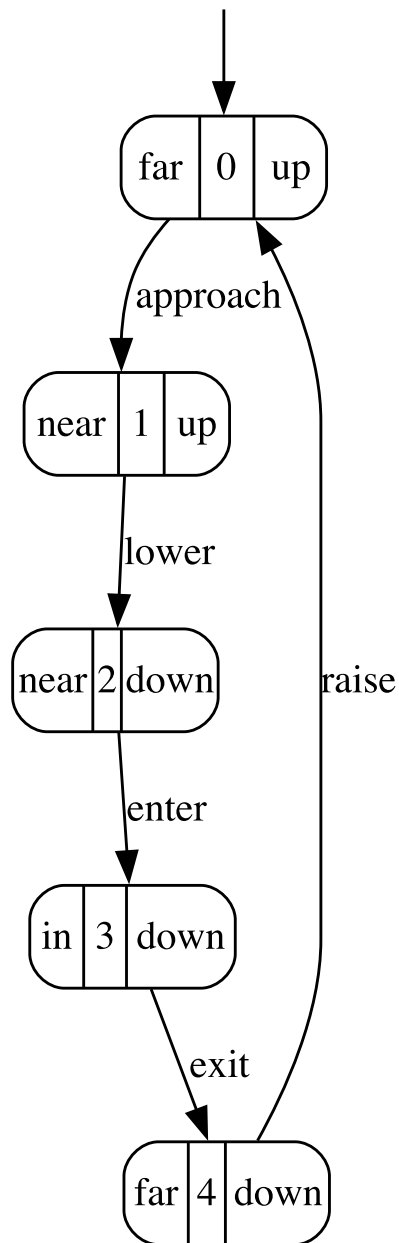 far 0 up
approach
near 1 up
lower
near 2 down
raise
enter
in 3 down
exit
far 4 down